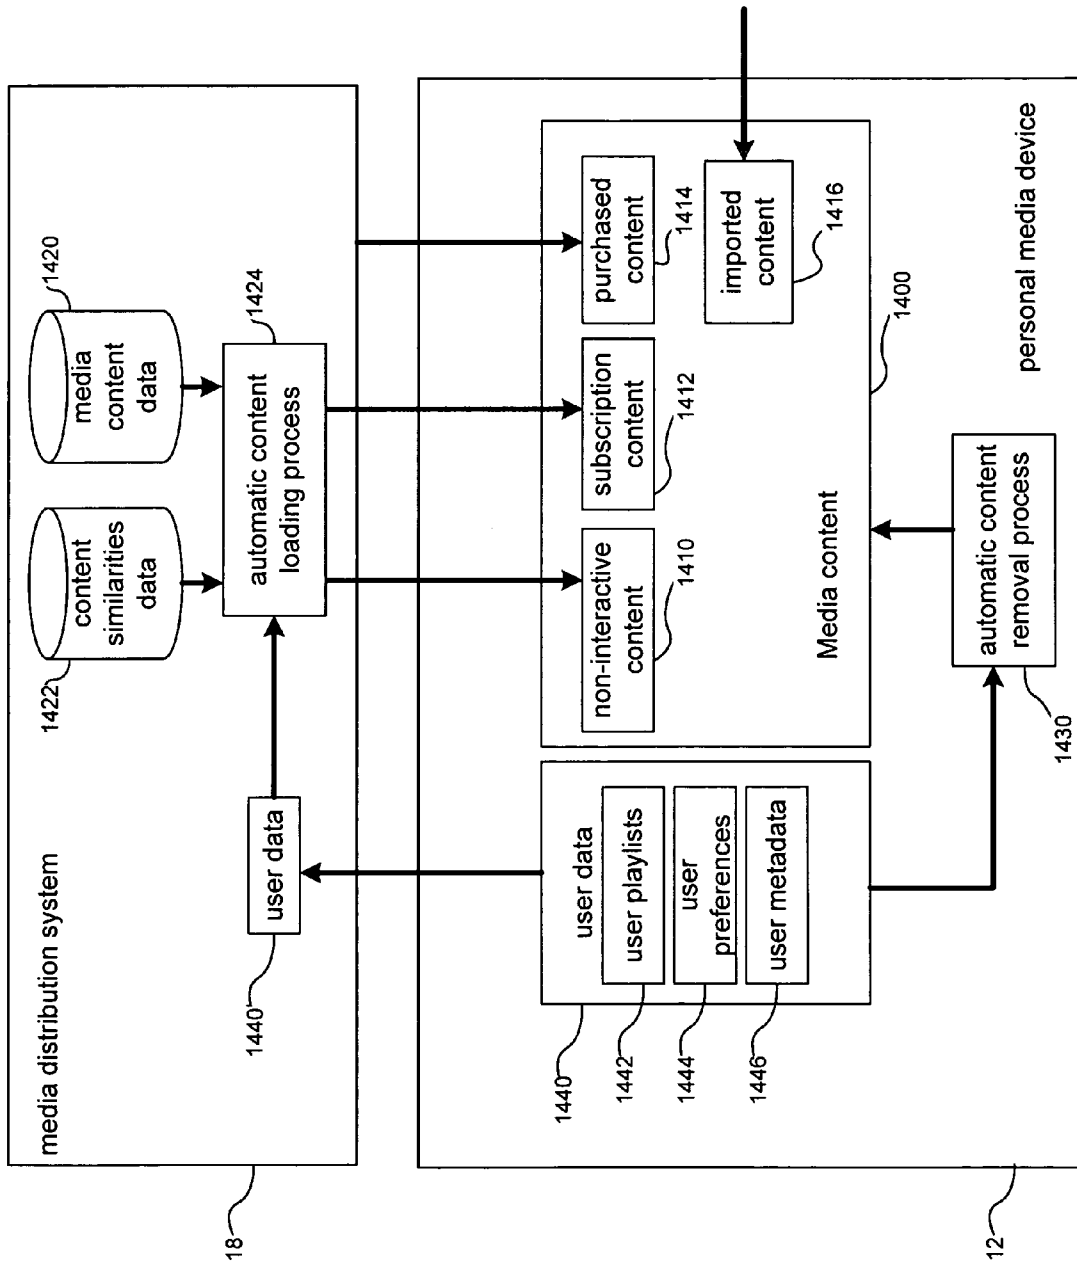 media distribution system
18
1440'
user data
1422
content
similarities
data
1420
media
content
data
1424
automatic content
loading process
1440
user data
1442
user playlists
1444
user
preferences
1446
user metadata
non-interactive
content
1410
subscription
content
1412
purchased
content
1414
imported
content
1416
Media content
1400
automatic content
removal process
1430
personal media device
12